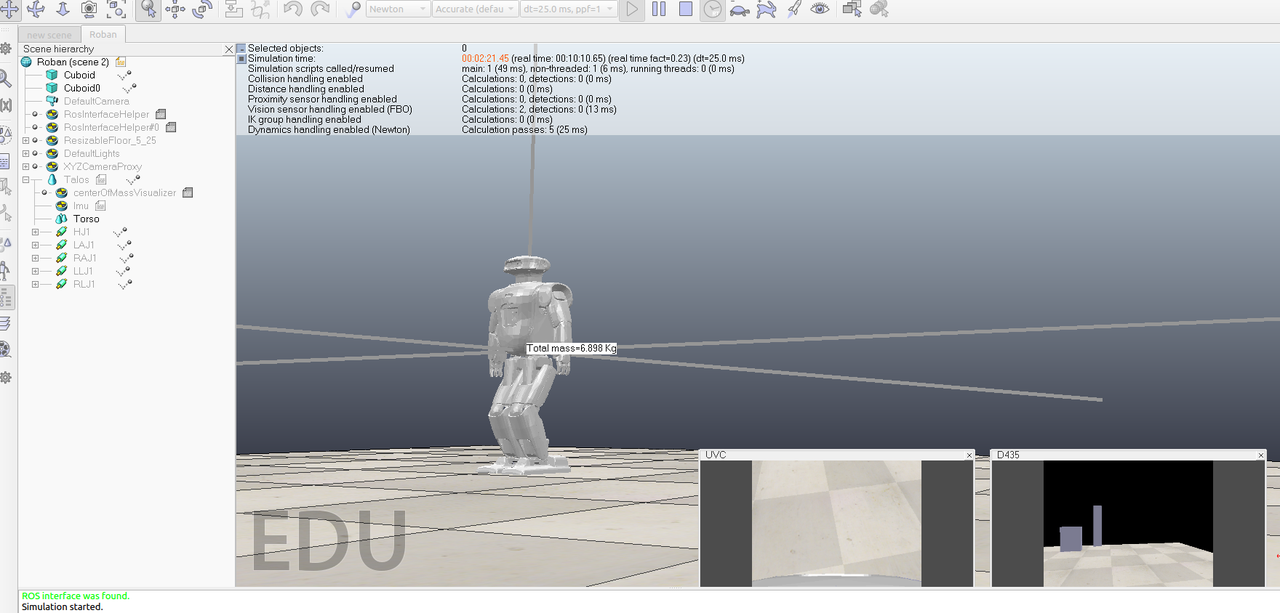 Newton
Accurate (defau
dt=25.0 ms, ppf=1
new scene
Roban
Scene hierarchy
Roban (scene 2)
Cuboid
Cuboid0
DefaultCamera
RosInterfaceHelper
RosInterfaceHelper#0
ResizableFloor_5_25
DefaultLights
XYZCameraProxy
Talos
centerOfMassVisualizer
Imu
Torso
HJ1
LAJ1
RAJ1
LLJ1
RLJ1
Selected objects: 0
Simulation time: 00:02:21.45 (real time: 00:10:10.65) (real time fact=0.23) (dt=25.0 ms)
Simulation scripts called/resumed main: 1 (49 ms), non-threaded: 1 (6 ms), running threads: 0 (0 ms)
Collision handling enabled Calculations: 0, detections: 0 (0 ms)
Distance handling enabled Calculations: 0 (0 ms)
Proximity sensor handling enabled Calculations: 0, detections: 0 (0 ms)
Vision sensor handling enabled (FBO) Calculations: 2, detections: 0 (13 ms)
IK group handling enabled Calculations: 0 (0 ms)
Dynamics handling enabled (Newton) Calculation passes: 5 (25 ms)
Total mass=6.898 Kg
UVC
D435
EDU
ROS interface was found.
Simulation started.